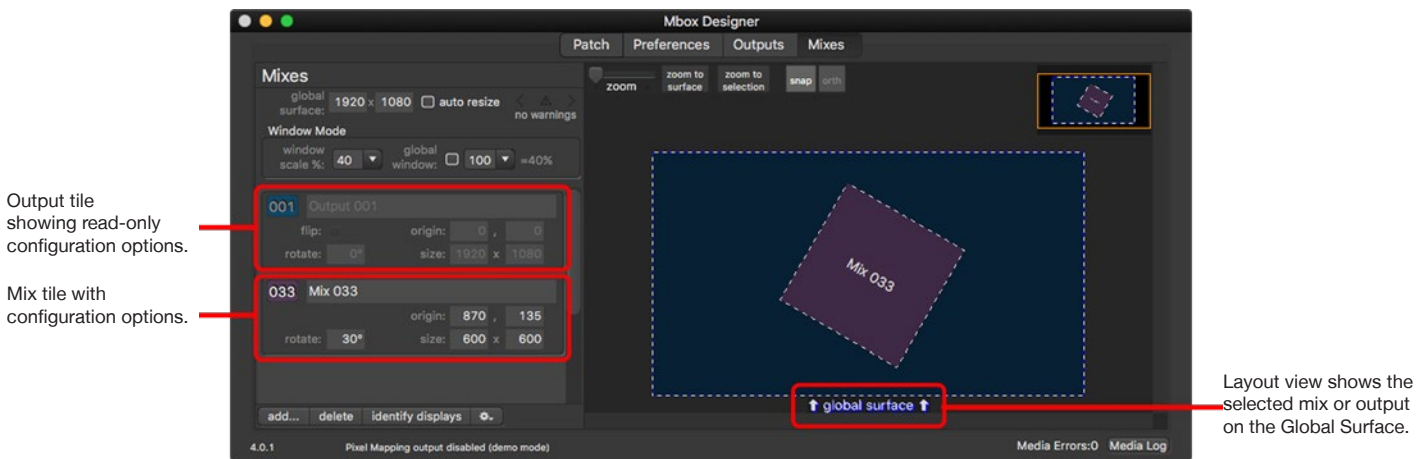 Mbox Designer
Patch Preferences Outputs Mixes
Mixes
global surface: 1920 x 1080 auto resize
no warnings
Window Mode
window scale %: 40 global window: 100 =40%
001 Output 001
flip: origin: 0 , 0
rotate: 0° size: 1920 x 1080
033 Mix 033
origin: 870 , 135
rotate: 30° size: 600 x 600
add... delete identify displays
zoom
zoom to surface
zoom to selection
snap orth
Mix 033
global surface
4.0.1 Pixel Mapping output disabled (demo mode) Media Errors:0 Media Log
Output tile
showing read-only
configuration options.
Mix tile with
configuration options.
Layout view shows the
selected mix or output
on the Global Surface.